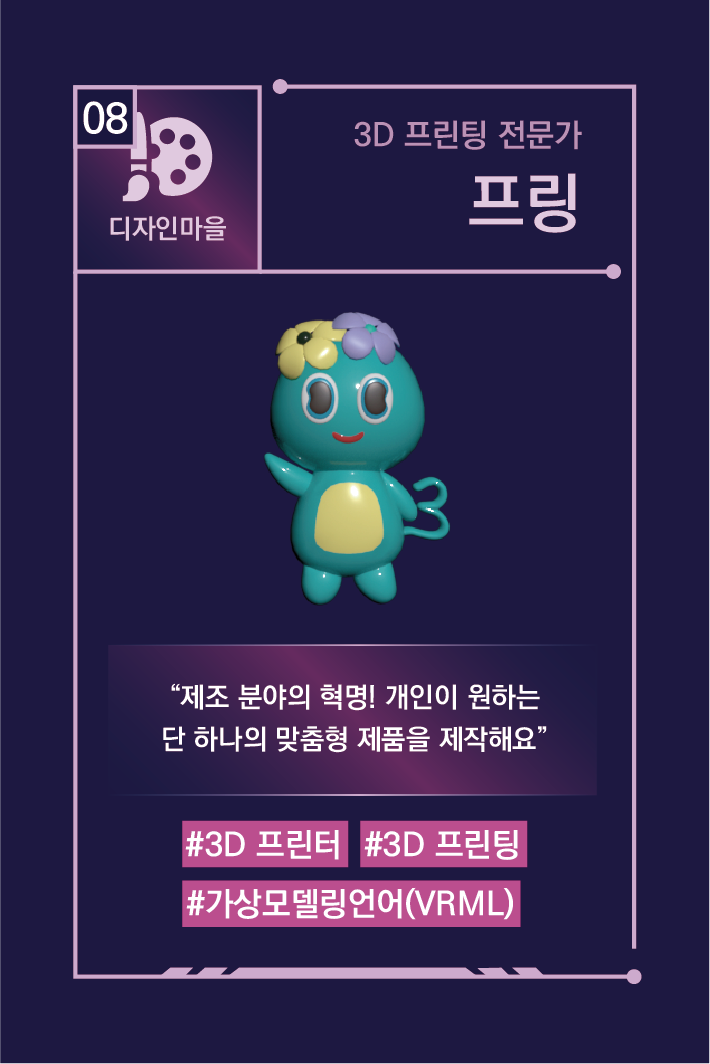 08
디자인마을
3D 프린팅 전문가
프링
“제조 분야의 혁명! 개인이 원하는
단 하나의 맞춤형 제품을 제작해요”
#3D 프린터 #3D 프린팅
#가상모델링언어(VRML)